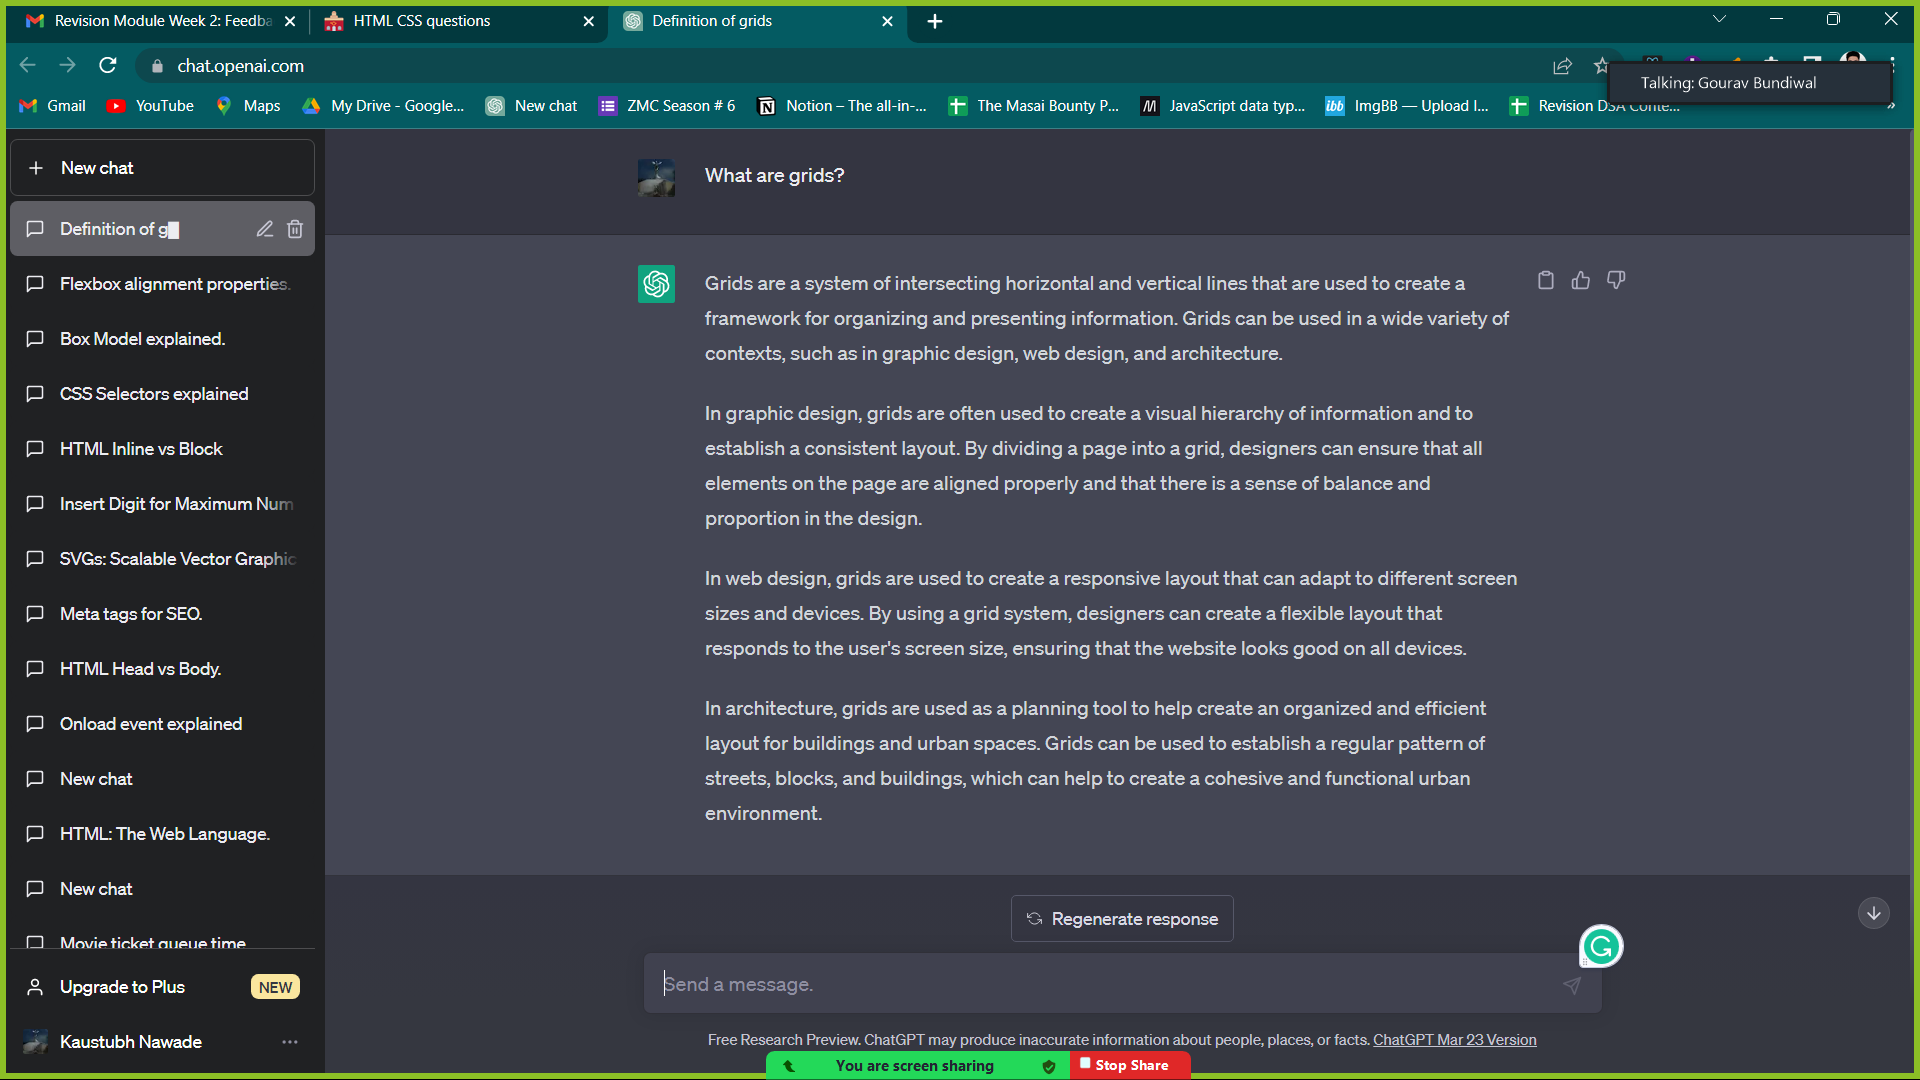 Revision Module Week 2: Feedba
HTML CSS questions
Definition of grids
chat.openai.com
Talking: Gourav Bundiwal
Gmail
YouTube
Maps
My Drive - Google...
New chat
ZMC Season # 6
Notion – The all-in-...
The Masai Bounty P...
JavaScript data typ...
ibb ImgBB — Upload I...
Revision DSA Conte...
New chat
Definition of g
Flexbox alignment properties.
Box Model explained.
CSS Selectors explained
HTML Inline vs Block
Insert Digit for Maximum Num
SVGs: Scalable Vector Graphic
Meta tags for SEO.
HTML Head vs Body.
Onload event explained
New chat
HTML: The Web Language.
New chat
Movie ticket queue time
Upgrade to Plus NEW
Kaustubh Nawade
What are grids?
Grids are a system of intersecting horizontal and vertical lines that are used to create a
framework for organizing and presenting information. Grids can be used in a wide variety of
contexts, such as in graphic design, web design, and architecture.
In graphic design, grids are often used to create a visual hierarchy of information and to
establish a consistent layout. By dividing a page into a grid, designers can ensure that all
elements on the page are aligned properly and that there is a sense of balance and
proportion in the design.
In web design, grids are used to create a responsive layout that can adapt to different screen
sizes and devices. By using a grid system, designers can create a flexible layout that
responds to the user's screen size, ensuring that the website looks good on all devices.
In architecture, grids are used as a planning tool to help create an organized and efficient
layout for buildings and urban spaces. Grids can be used to establish a regular pattern of
streets, blocks, and buildings, which can help to create a cohesive and functional urban
environment.
Regenerate response
Send a message.
Free Research Preview. ChatGPT may produce inaccurate information about people, places, or facts. ChatGPT Mar 23 Version
You are screen sharing
Stop Share